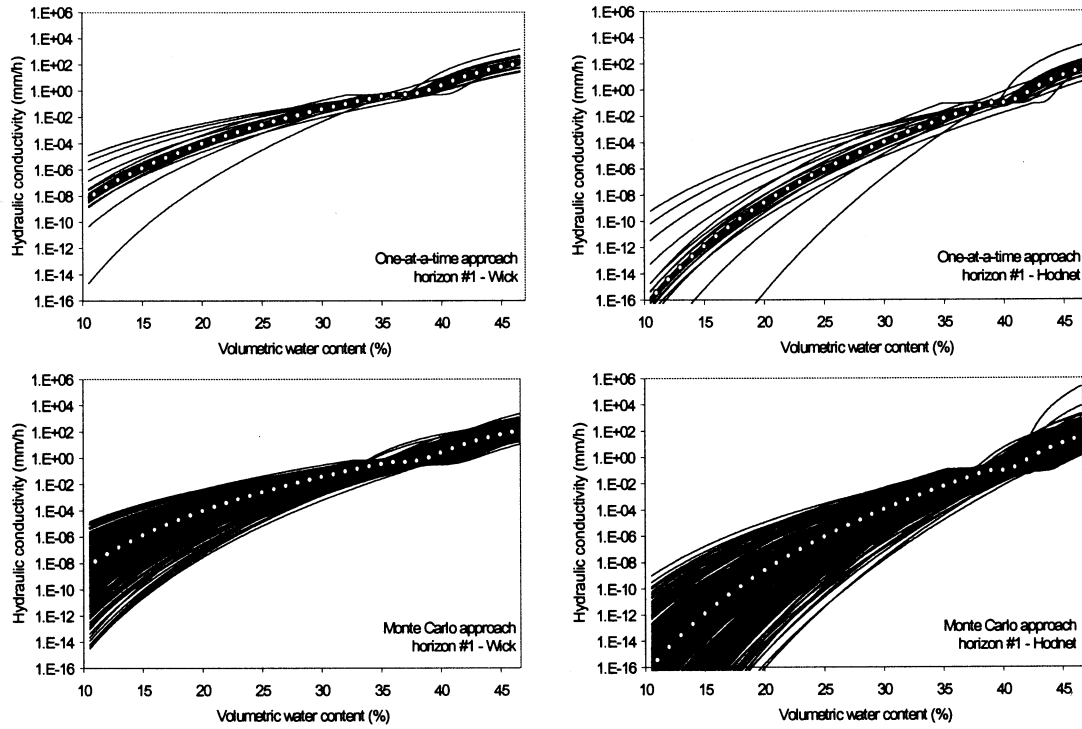 Hydraulic conductivity (mm/h)
1.E+06
1.E+04
1.E+02
1.E+00
1.E-02
1.E-04
1.E-06
1.E-08
1.E-10
1.E-12
1.E-14
1.E-16
One-at-a-time approach
horizon #1 - Wick
10 15 20 25 30 35 40 45
Volumetric water content (%)
Hydraulic conductivity (mm/h)
1.E+06
1.E+04
1.E+02
1.E+00
1.E-02
1.E-04
1.E-06
1.E-08
1.E-10
1.E-12
1.E-14
1.E-16
One-at-a-time approach
horizon #1 - Hodnet
10 15 20 25 30 35 40 45
Volumetric water content (%)
Hydraulic conductivity (mm/h)
1.E+06
1.E+04
1.E+02
1.E+00
1.E-02
1.E-04
1.E-06
1.E-08
1.E-10
1.E-12
1.E-14
1.E-16
Monte Carlo approach
horizon #1 - Wick
10 15 20 25 30 35 40 45
Volumetric water content (%)
Hydraulic conductivity (mm/h)
1.E+06
1.E+04
1.E+02
1.E+00
1.E-02
1.E-04
1.E-06
1.E-08
1.E-10
1.E-12
1.E-14
1.E-16
Monte Carlo approach
horizon #1 - Hodnet
10 15 20 25 30 35 40 45
Volumetric water content (%)